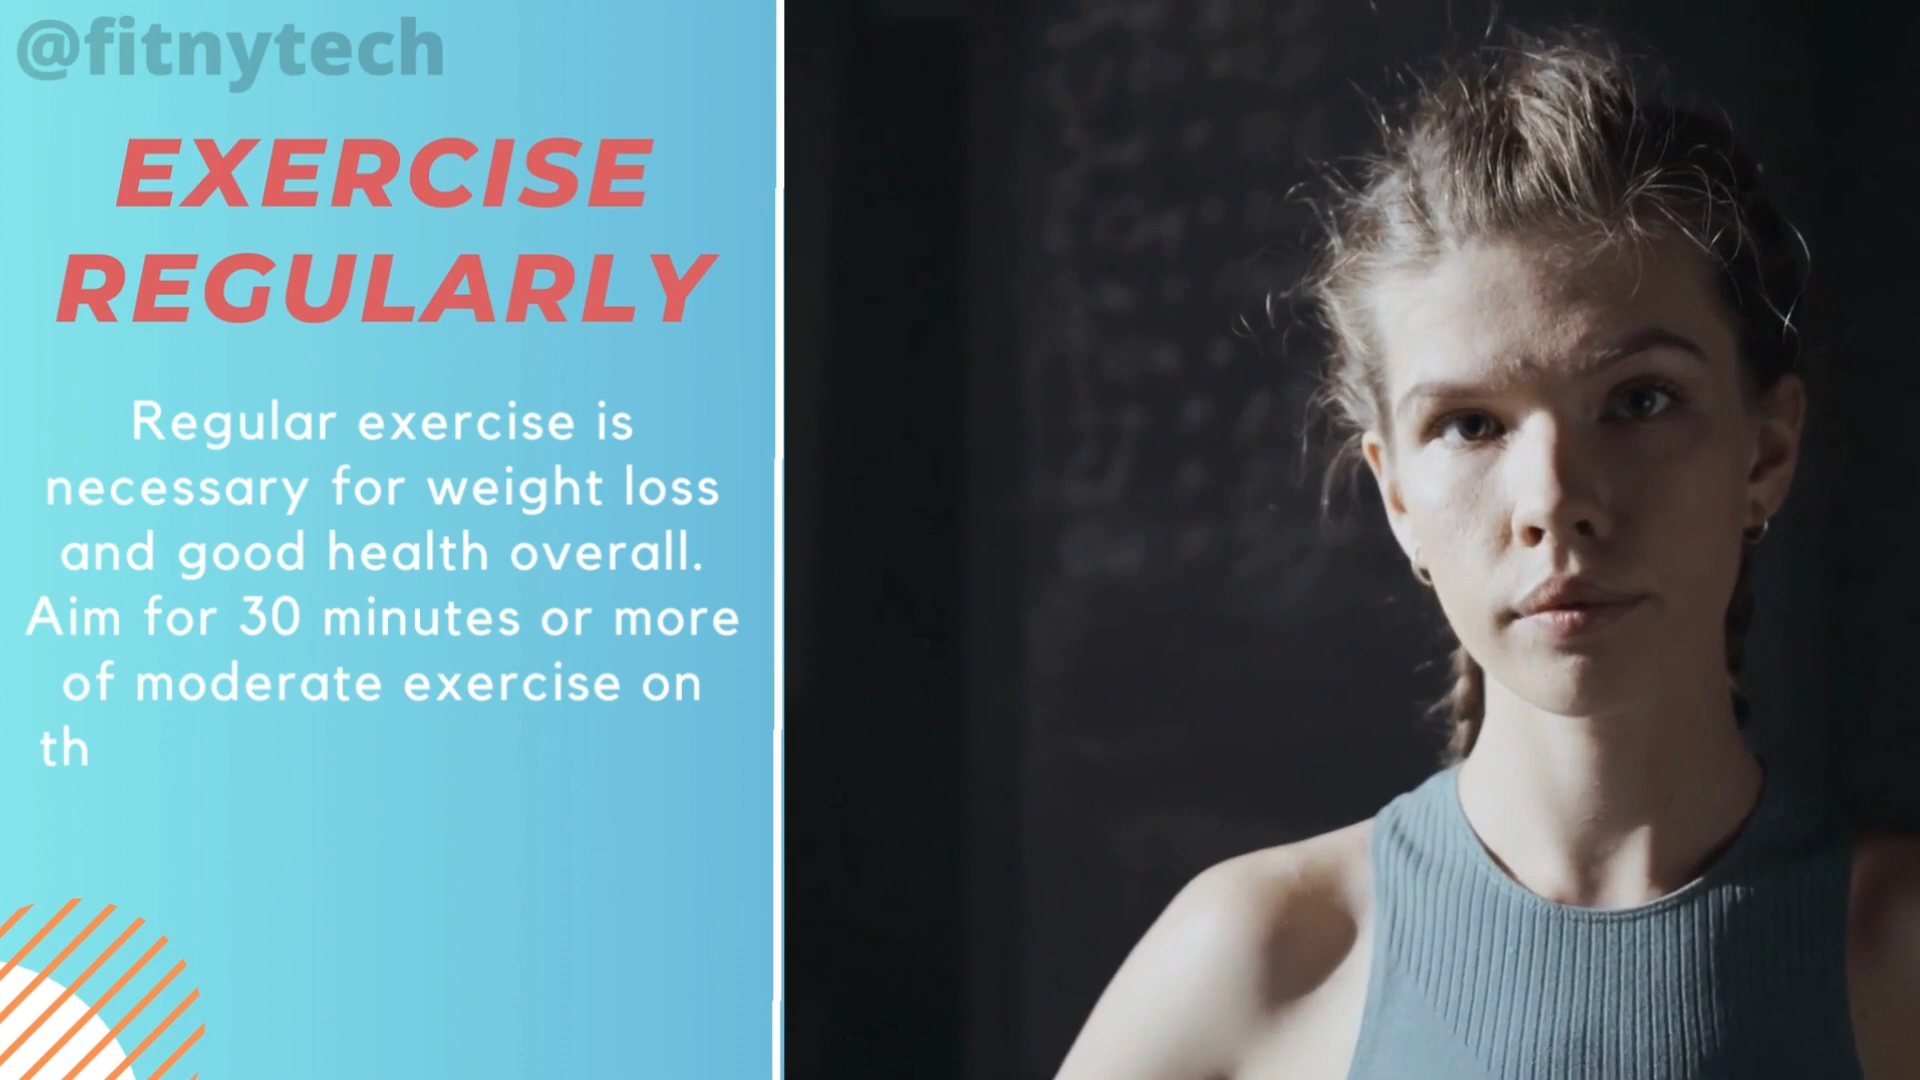 @fitnytech
EXERCISE
REGULARLY
Regular exercise is
necessary for weight loss
and good health overall.
Aim for 30 minutes or more
of moderate exercise on
th